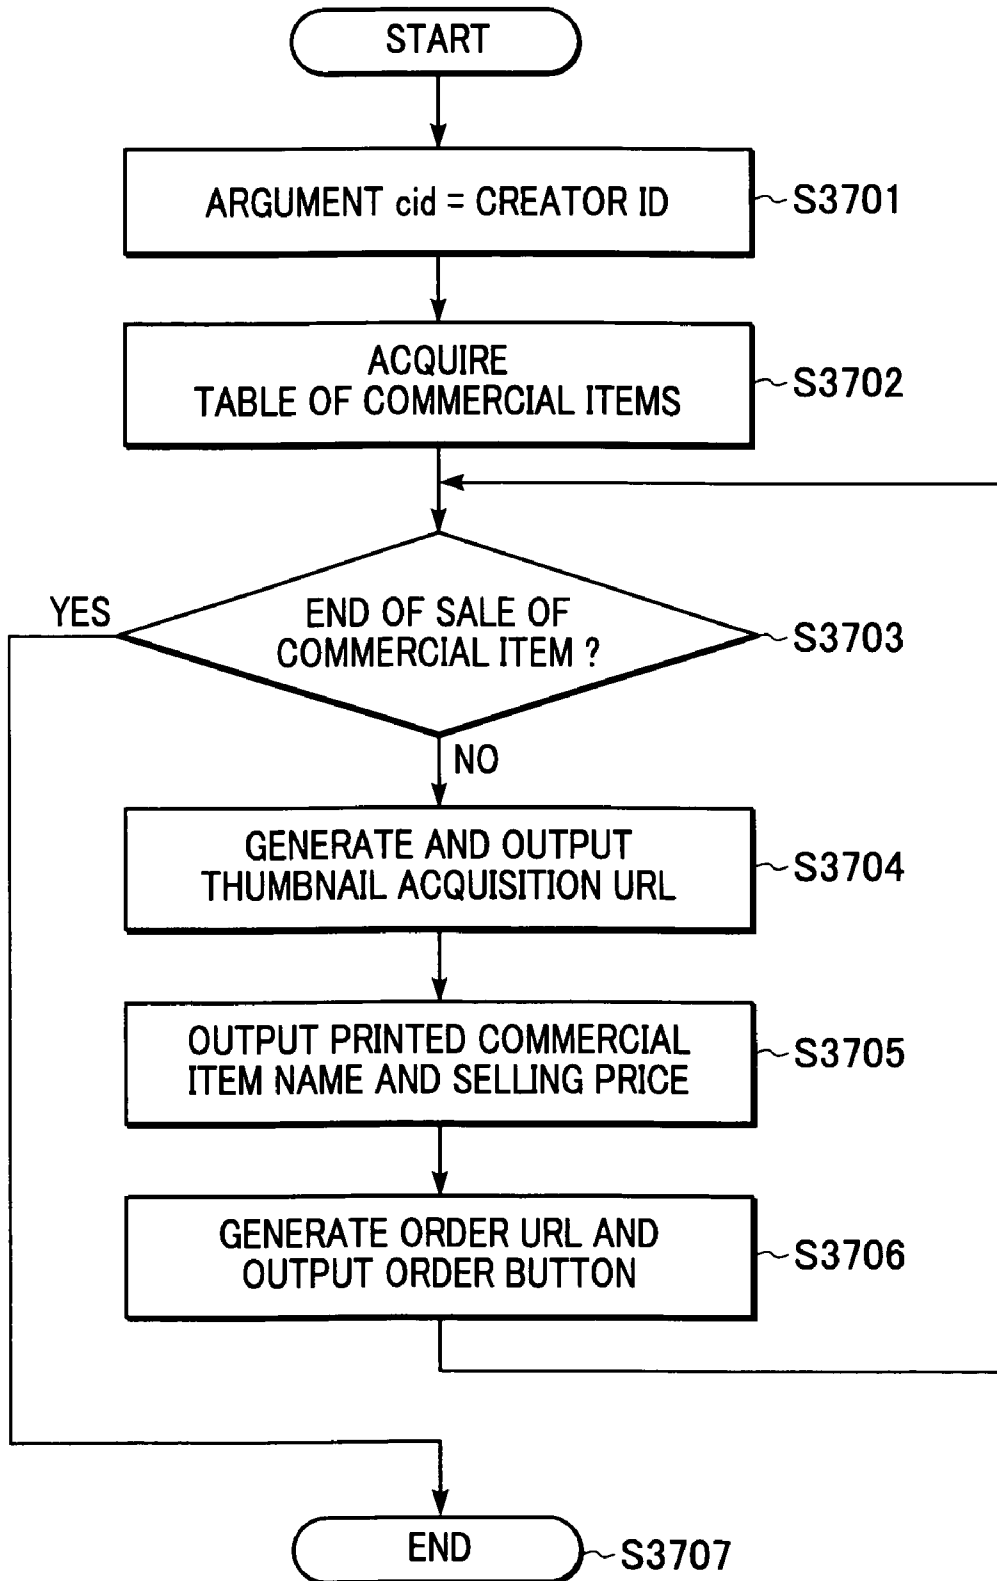 START
ARGUMENT cid = CREATOR ID
S3701
ACQUIRE
TABLE OF COMMERCIAL ITEMS
S3702
YES
END OF SALE OF
COMMERCIAL ITEM ?
S3703
NO
GENERATE AND OUTPUT
THUMBNAIL ACQUISITION URL
S3704
OUTPUT PRINTED COMMERCIAL
ITEM NAME AND SELLING PRICE
S3705
GENERATE ORDER URL AND
OUTPUT ORDER BUTTON
S3706
END
S3707